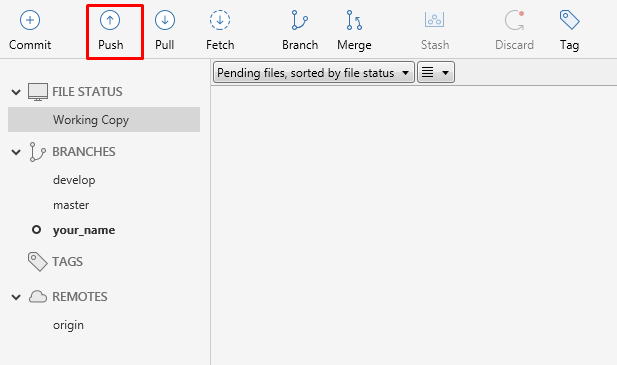 Commit Push Pull Fetch Branch Merge Stash Discard Tag
Pending files, sorted by file status
FILE STATUS
Working Copy
BRANCHES
develop
master
your_name
TAGS
REMOTES
origin